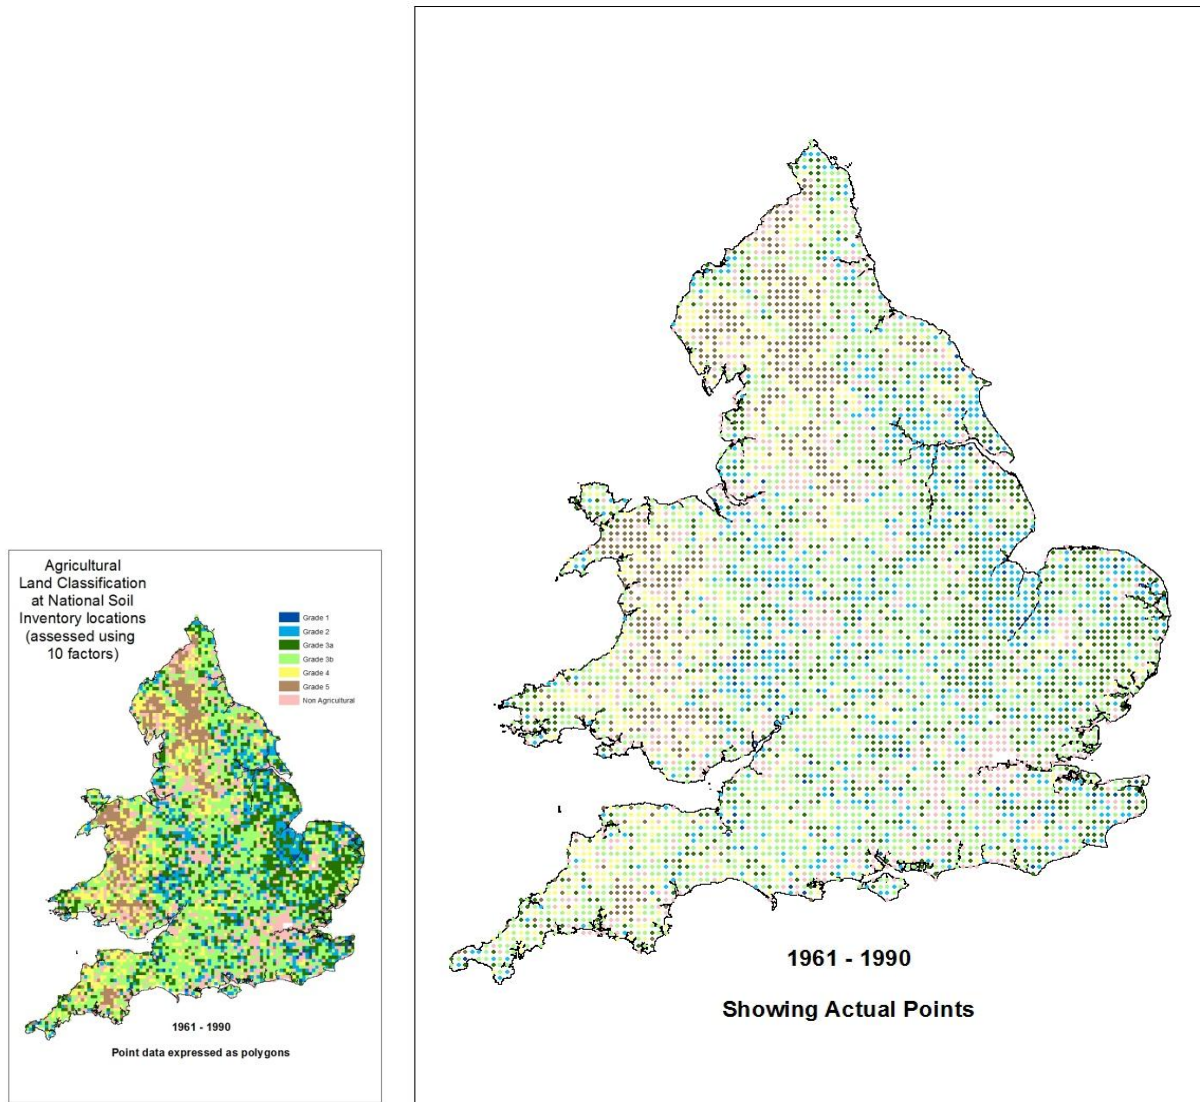 Agricultural
Land Classification
at National Soil
Inventory locations
(assessed using
10 factors)
Grade 1
Grade 2
Grade 3a
Grade 3b
Grade 4
Grade 5
Non Agricultural
1961 - 1990
Point data expressed as polygons
1961 - 1990
Showing Actual Points